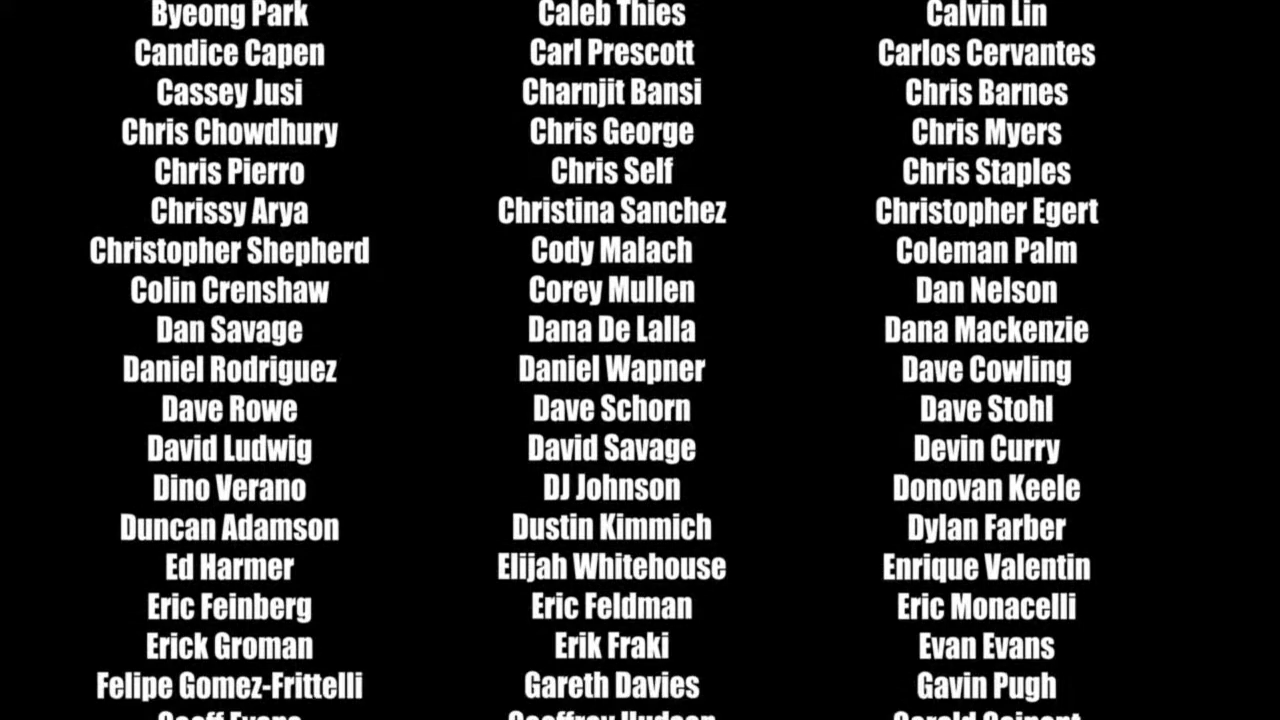 Byeong Park Caleb Thies Calvin Lin
Candice Capen Carl Prescott Carlos Cervantes
Cassey Jusi Charnjit Bansi Chris Barnes
Chris Chowdhury Chris George Chris Myers
Chris Pierro Chris Self Chris Staples
Chrissy Arya Christina Sanchez Christopher Egert
Christopher Shepherd Cody Malach Coleman Palm
Colin Crenshaw Corey Mullen Dan Nelson
Dan Savage Dana De Lalla Dana Mackenzie
Daniel Rodriguez Daniel Wapner Dave Cowling
Dave Rowe Dave Schorn Dave Stohl
David Ludwig David Savage Devin Curry
Dino Verano DJ Johnson Donovan Keele
Duncan Adamson Dustin Kimmich Dylan Farber
Ed Harmer Elijah Whitehouse Enrique Valentin
Eric Feinberg Eric Feldman Eric Monacelli
Erick Groman Erik Fraki Evan Evans
Felipe Gomez-Frittelli Gareth Davies Gavin Pugh
Geoff Evans Geoffrey Hudson Gerald